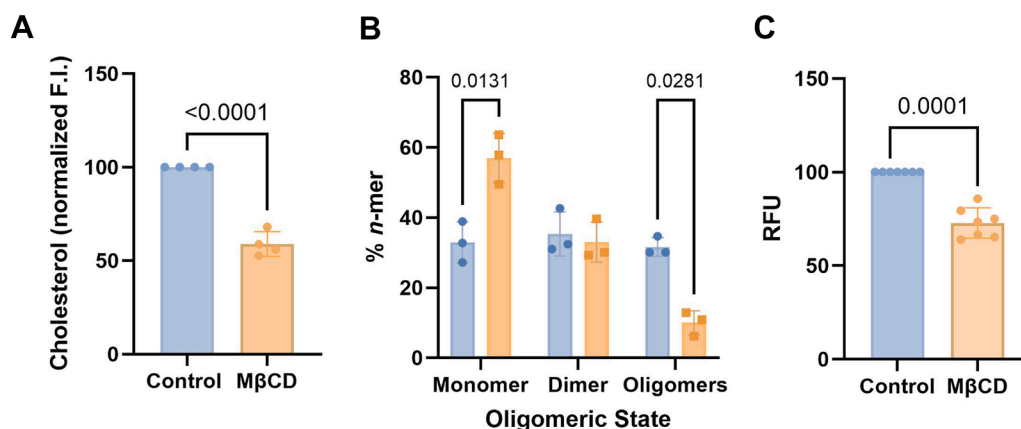 A
Cholesterol (normalized F.I.)
150
100
50
0
<0.0001
Control
MβCD
B
% n-mer
80
60
40
20
0
0.0131
0.0281
Monomer
Dimer
Oligomers
Oligomeric State
C
RFU
150
100
50
0
0.0001
Control
MβCD